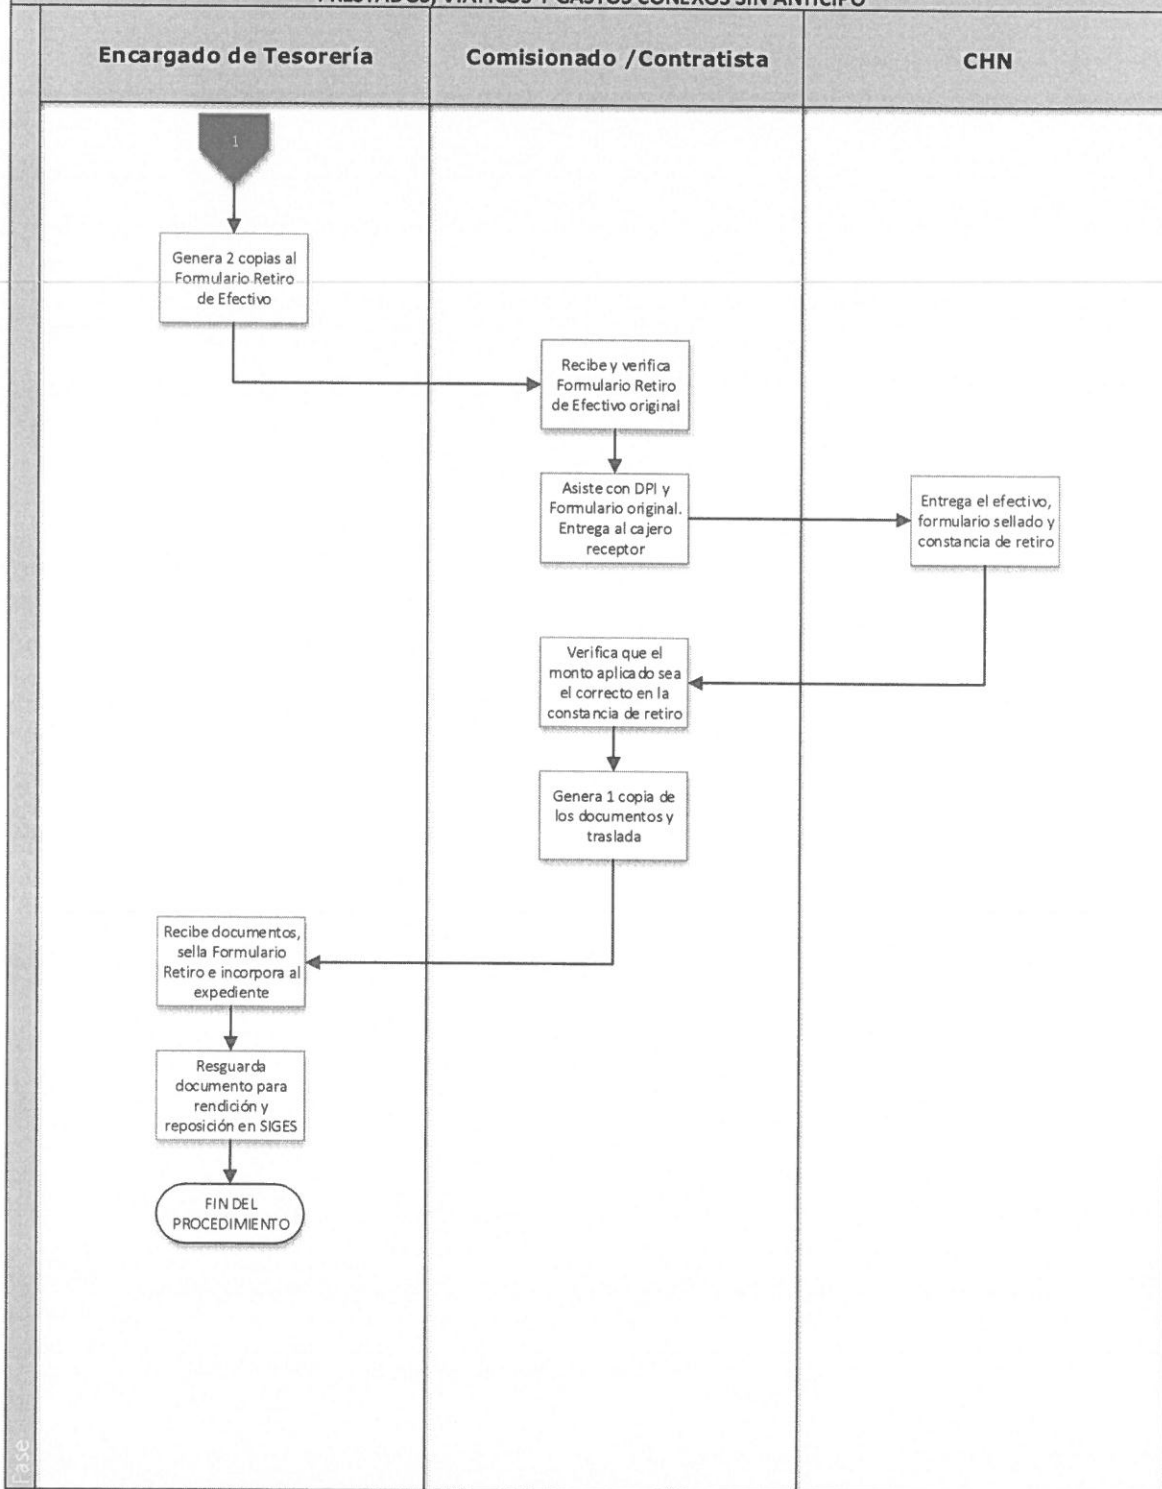 PRESTADOS, VIÁTICOS Y GASTOS CONEXOS SIN ANTICIPO
Encargado de Tesorería
Comisionado /Contratista
CHN
1
Genera 2 copias al
Formulario Retiro
de Efectivo
Recibe y verifica
Formulario Retiro
de Efectivo original
Asiste con DPI y
Formulario original.
Entrega al cajero
receptor
Entrega el efectivo,
formulario sellado y
constancia de retiro
Verifica que el
monto aplicado sea
el correcto en la
constancia de retiro
Genera 1 copia de
los documentos y
traslada
Recibe documentos,
sella Formulario
Retiro e incorpora al
expediente
Resguarda
documento para
rendición y
reposición en SIGES
FIN DEL
PROCEDIMIENTO
Fase